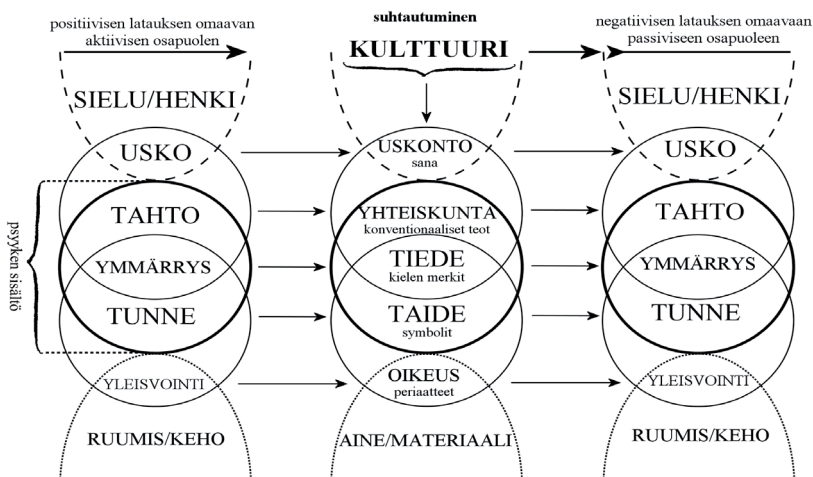 positiivisen latauksen omaavan
aktiivisen osapuolen
suhtautuminen
KULTTUURI
negatiivisen latauksen omaavaan
passiviseen osapuoleen
SIELU/HENKI
SIELU/HENKI
USKO
USKONTO
sana
USKO
TAHTO
YHTEISKUNTA
konventionaaliset teot
TAHTO
psyyken sisältö
YMMÄRRYS
TIEDE
kielen merkit
YMMÄRRYS
TUNNE
TAIDE
symbolit
TUNNE
YLEISVOINTI
OIKEUS
periaatteet
YLEISVOINTI
RUUMIS/KEHO
AINE/MATERIAALI
RUUMIS/KEHO